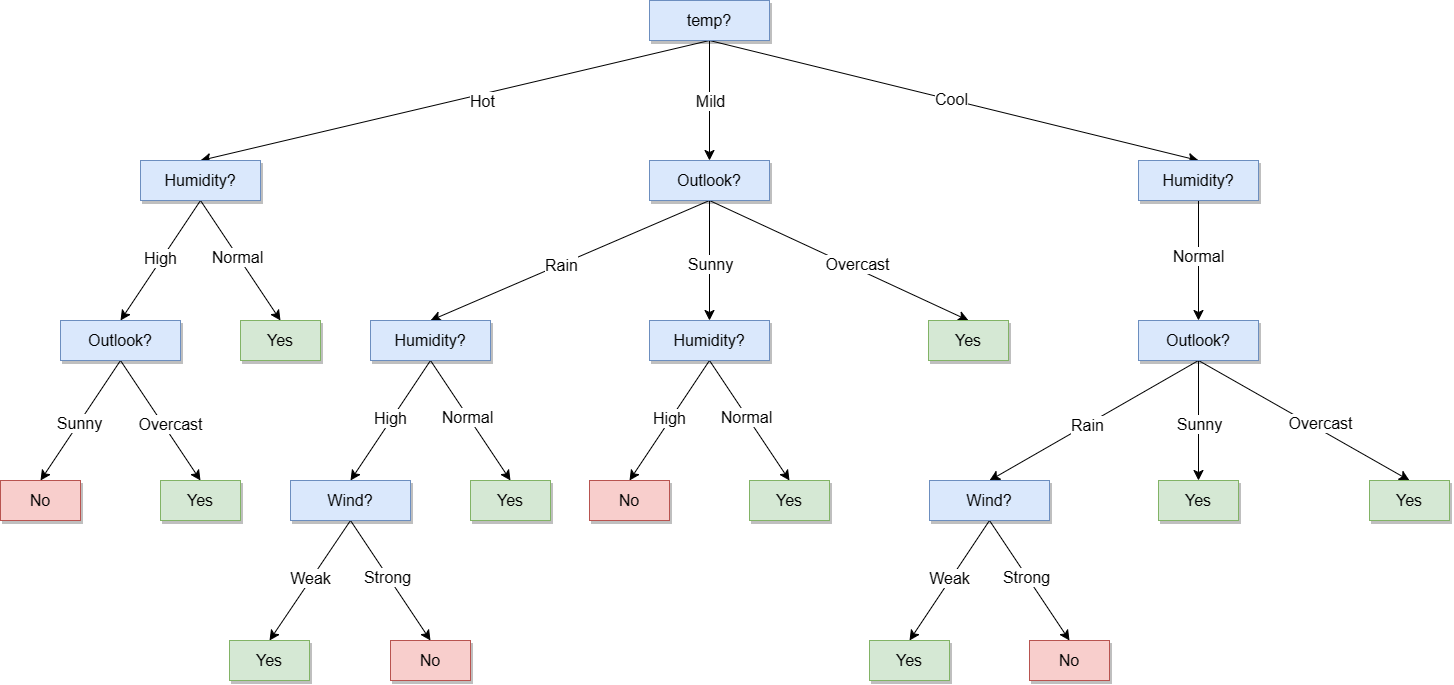 temp?
Hot
Mild
Cool
Humidity?
Outlook?
Humidity?
High
Normal
Rain
Sunny
Overcast
Normal
Outlook?
Yes
Humidity?
Humidity?
Yes
Outlook?
Sunny
Overcast
High
Normal
High
Normal
Rain
Sunny
Overcast
No
Yes
Wind?
Yes
No
Yes
Wind?
Yes
Yes
Weak
Strong
Weak
Strong
Yes
No
Yes
No